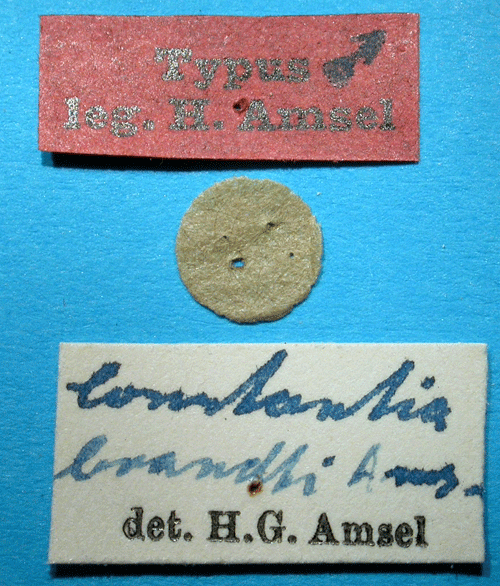 Typus ♂
leg. H. Amsel
Constantia
brandti Ams.
det. H.G. Amsel